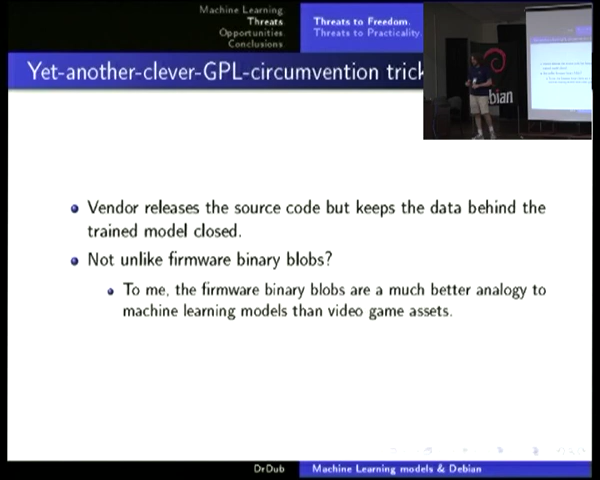 Machine Learning
Threats
Opportunities
Conclusions
Threats to Freedom.
Threats to Practicality.
Yet-another-clever-GPL-circumvention trick
bian
Vendor releases the source code but keeps the data behind the
trained model closed.
Not unlike firmware binary blobs?
To me, the firmware binary blobs are a much better analogy to
machine learning models than video game assets.
DrDub
Machine Learning models & Debian